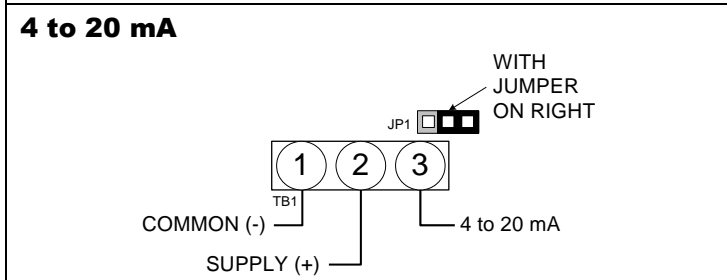 4 to 20 mA
WITH
JUMPER
ON RIGHT
JP1
1 2 3
TB1
COMMON (-)
4 to 20 mA
SUPPLY (+)